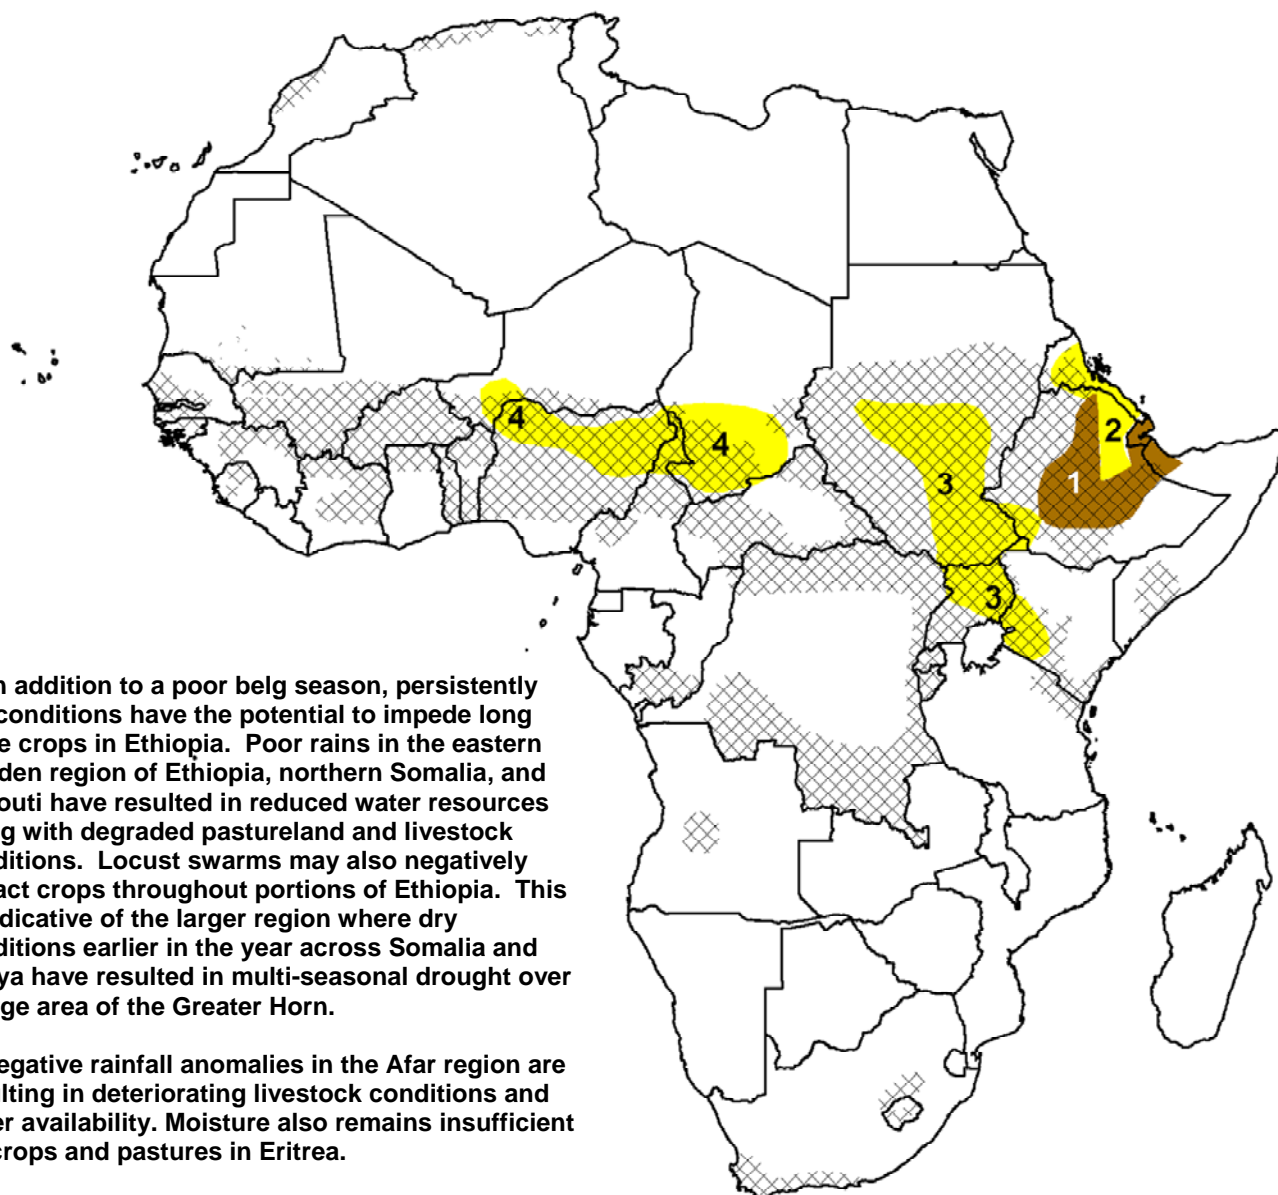 4
2
4
3
1
3
n addition to a poor belg season, persistently
conditions have the potential to impede long
e crops in Ethiopia. Poor rains in the eastern
den region of Ethiopia, northern Somalia, and
outi have resulted in reduced water resources
g with degraded pastureland and livestock
ditions. Locust swarms may also negatively
act crops throughout portions of Ethiopia. This
dicative of the larger region where dry
ditions earlier in the year across Somalia and
ya have resulted in multi-seasonal drought over
ge area of the Greater Horn.
egative rainfall anomalies in the Afar region are
lting in deteriorating livestock conditions and
er availability. Moisture also remains insufficient
crops and pastures in Eritrea.